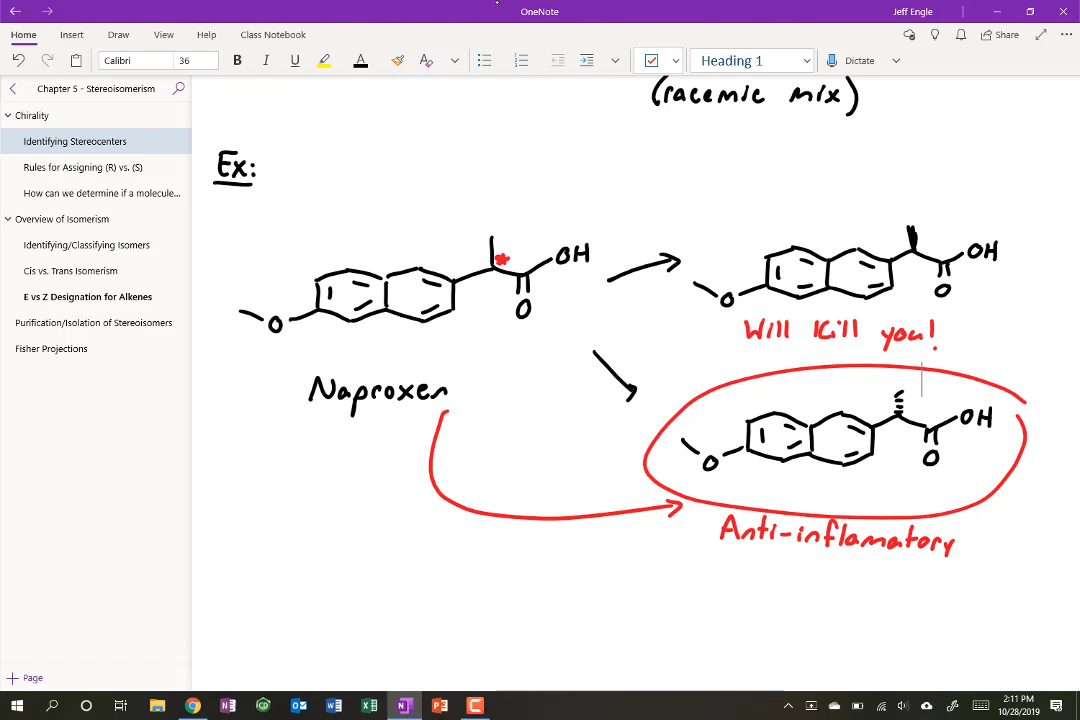 OneNote
Jeff Engle
Home Insert Draw View Help Class Notebook
Share
Calibri 36 B I U A Heading 1 Dictate
Chapter 5 - Stereoisomerism
Chirality
Identifying Stereocenters
Rules for Assigning (R) vs. (S)
How can we determine if a molecule...
Overview of Isomerism
Identifying/Classifying Isomers
Cis vs. Trans Isomerism
E vs Z Designation for Alkenes
Purification/Isolation of Stereoisomers
Fisher Projections
Page
(racemic mix)
Ex:
* OH
O
O
Naproxen
OH
O
O
Will Kill you!
OH
O
O
Anti-inflamatory
2:11 PM
10/28/2019